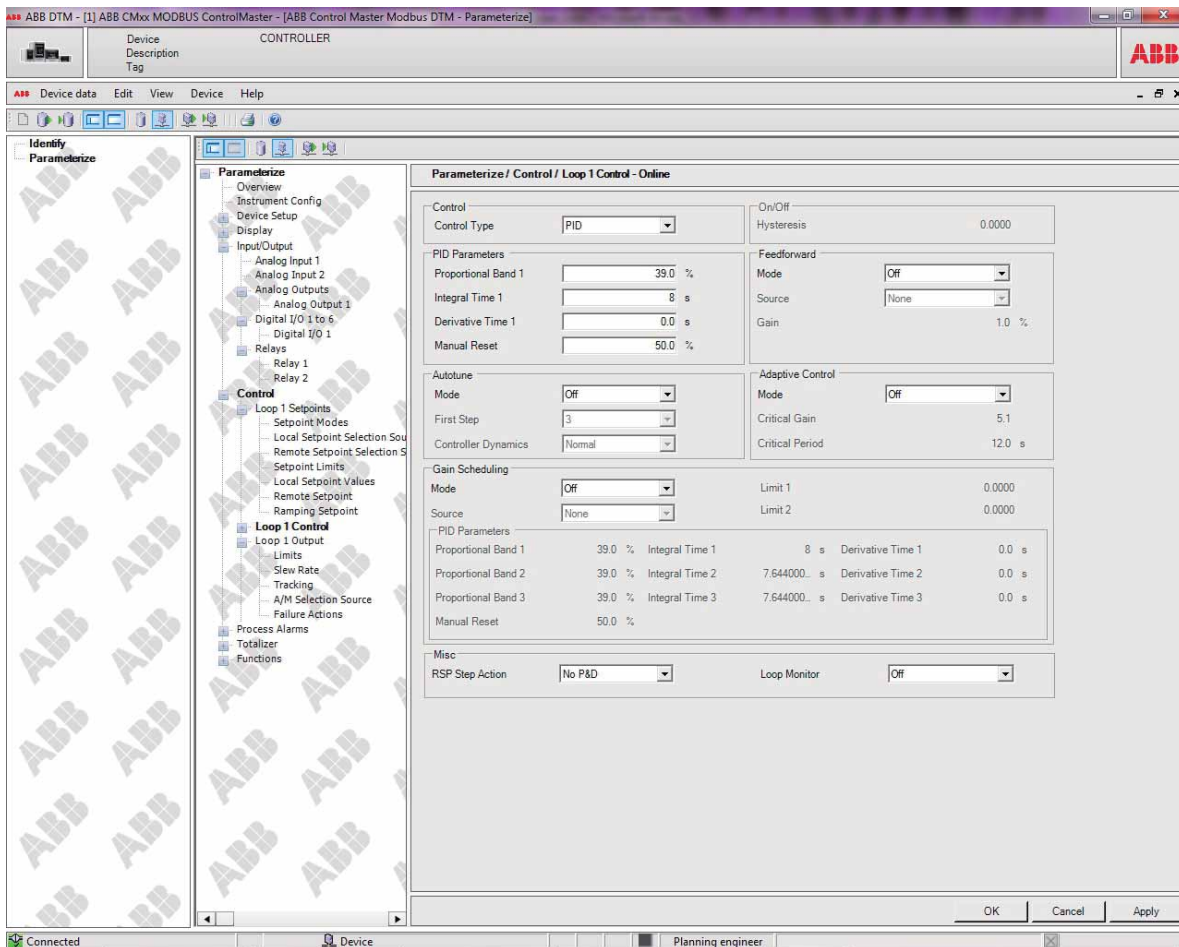 ABB ABB DTM - [1] ABB CMxx MODBUS ControlMaster - [ABB Control Master Modbus DTM - Parameterize]
Device CONTROLLER
Description
Tag
ABB
ABB Device data Edit View Device Help
Identify
Parameterize
Parameterize
Overview
Instrument Config
Device Setup
Display
Input/Output
Analog Input 1
Analog Input 2
Analog Outputs
Analog Output 1
Digital I/O 1 to 6
Digital I/O 1
Relays
Relay 1
Relay 2
Control
Loop 1 Setpoints
Setpoint Modes
Local Setpoint Selection Sou
Remote Setpoint Selection S
Setpoint Limits
Local Setpoint Values
Remote Setpoint
Ramping Setpoint
Loop 1 Control
Loop 1 Output
Limits
Slew Rate
Tracking
A/M Selection Source
Failure Actions
Process Alarms
Totalizer
Functions
Parameterize / Control / Loop 1 Control - Online
Control
Control Type PID
On/Off
Hysteresis 0.0000
PID Parameters
Proportional Band 1 39.0 %
Integral Time 1 8 s
Derivative Time 1 0.0 s
Manual Reset 50.0 %
Feedforward
Mode Off
Source None
Gain 1.0 %
Autotune
Mode Off
First Step 3
Controller Dynamics Normal
Adaptive Control
Mode Off
Critical Gain 5.1
Critical Period 12.0 s
Gain Scheduling
Mode Off Limit 1 0.0000
Source None Limit 2 0.0000
PID Parameters
Proportional Band 1 39.0 % Integral Time 1 8 s Derivative Time 1 0.0 s
Proportional Band 2 39.0 % Integral Time 2 7.644000... s Derivative Time 2 0.0 s
Proportional Band 3 39.0 % Integral Time 3 7.644000... s Derivative Time 3 0.0 s
Manual Reset 50.0 %
Misc
RSP Step Action No P&D Loop Monitor Off
OK Cancel Apply
Connected Device Planning engineer